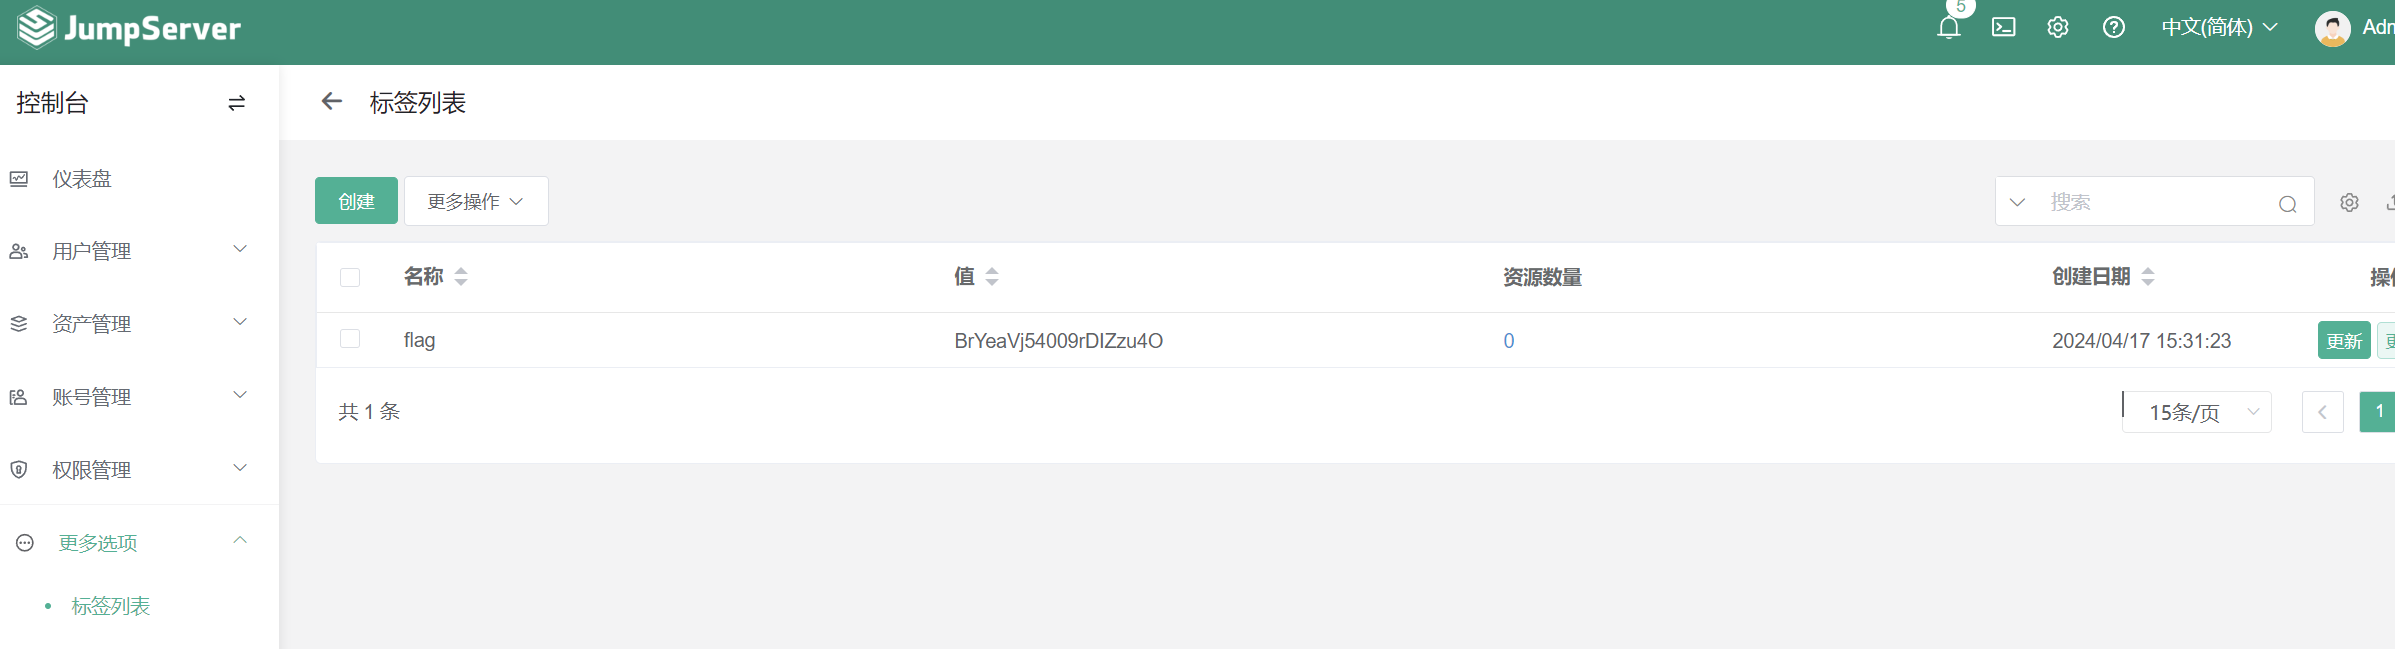 JumpServer
5
中文(简体)
控制台
标签列表
仪表盘
创建
更多操作
搜索
用户管理
名称
值
资源数量
创建日期
资产管理
flag
BrYeaVj54009rDIZzu4O
0
2024/04/17 15:31:23
更新
账号管理
共 1 条
15条/页
1
权限管理
更多选项
标签列表